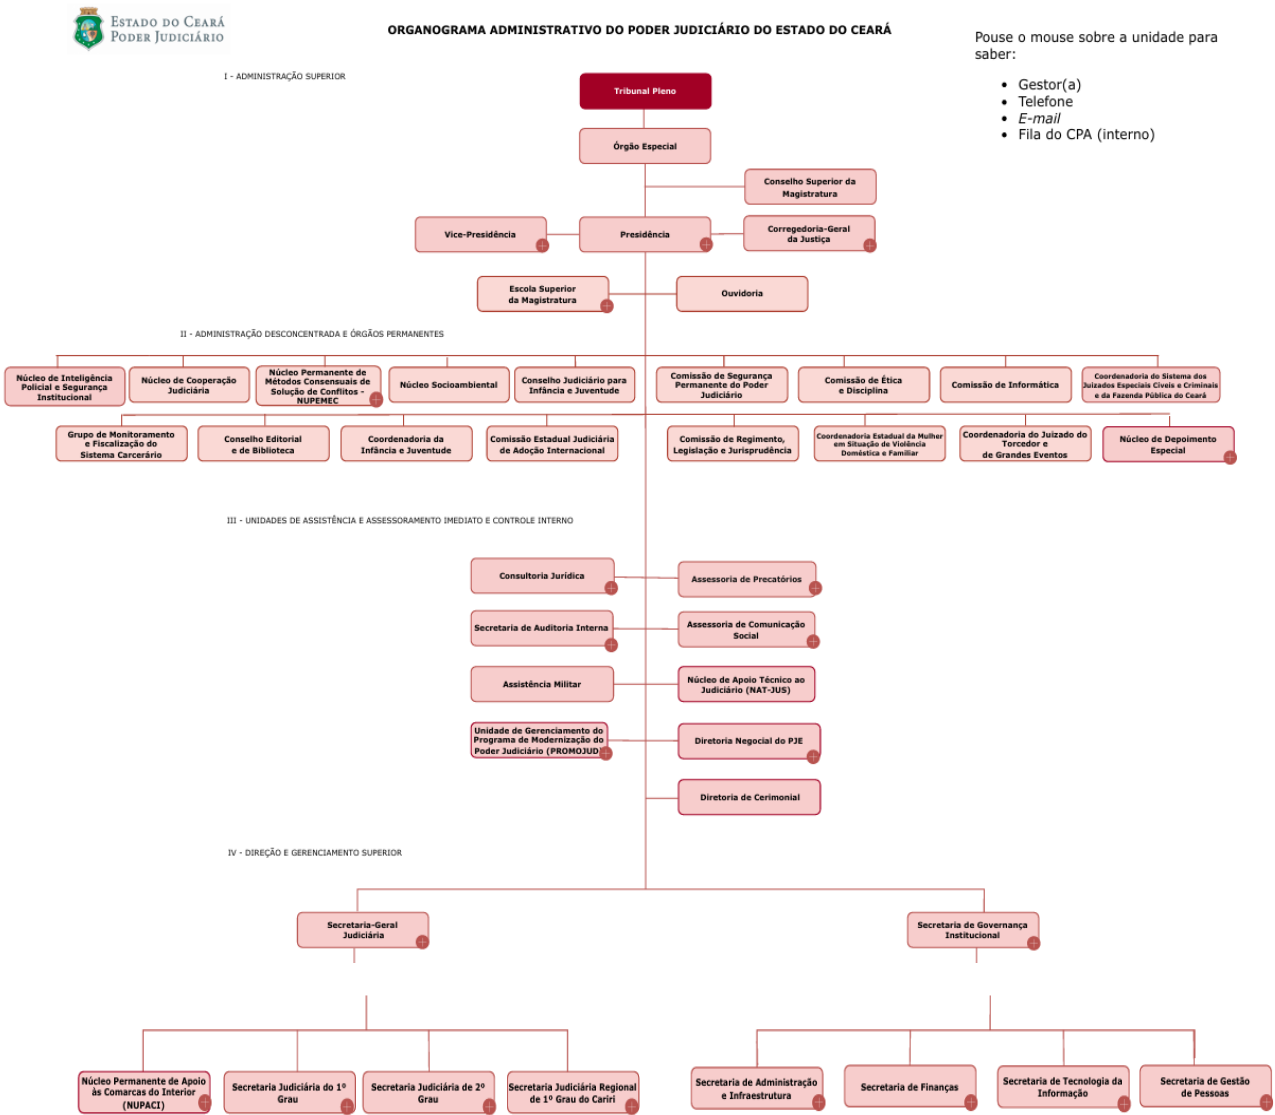 ESTADO DO CEARÁ
PODER JUDICIÁRIO
ORGANOGRAMA ADMINISTRATIVO DO PODER JUDICIÁRIO DO ESTADO DO CEARÁ
Pouse o mouse sobre a unidade para
saber:
• Gestor(a)
• Telefone
• E-mail
• Fila do CPA (interno)
I - ADMINISTRAÇÃO SUPERIOR
Tribunal Pleno
Órgão Especial
Conselho Superior da
Magistratura
Vice-Presidência
Presidência
Corregedoria-Geral
da Justiça
Escola Superior
da Magistratura
Ouvidoria
II - ADMINISTRAÇÃO DESCONCENTRADA E ÓRGÃOS PERMANENTES
Núcleo de Inteligência
Policial e Segurança
Institucional
Núcleo de Cooperação
Judiciária
Núcleo Permanente de
Métodos Consensuais de
Solução de Conflitos -
NUPEMEC
Núcleo Socioambiental
Conselho Judiciário para
Infância e Juventude
Comissão de Segurança
Permanente do Poder
Judiciário
Comissão de Ética
e Disciplina
Comissão de Informática
Coordenadoria do Sistema dos
Juizados Especiais Cíveis e Criminais
e da Fazenda Pública do Ceará
Grupo de Monitoramento
e Fiscalização do
Sistema Carcerário
Conselho Editorial
e de Biblioteca
Coordenadoria da
Infância e Juventude
Comissão Estadual Judiciária
de Adoção Internacional
Comissão de Regimento,
Legislação e Jurisprudência
Coordenadoria Estadual da Mulher
em Situação de Violência
Doméstica e Familiar
Coordenadoria do Juizado do
Torcedor e
de Grandes Eventos
Núcleo de Depoimento
Especial
III - UNIDADES DE ASSISTÊNCIA E ASSESSORAMENTO IMEDIATO E CONTROLE INTERNO
Consultoria Jurídica
Assessoria de Precatórios
Secretaria de Auditoria Interna
Assessoria de Comunicação
Social
Assistência Militar
Núcleo de Apoio Técnico ao
Judiciário (NAT-JUS)
Unidade de Gerenciamento do
Programa de Modernização do
Poder Judiciário (PROMOJUD)
Diretoria Negocial do PJE
Diretoria de Cerimonial
IV - DIREÇÃO E GERENCIAMENTO SUPERIOR
Secretaria-Geral
Judiciária
Secretaria de Governança
Institucional
Núcleo Permanente de Apoio
às Comarcas do Interior
(NUPACI)
Secretaria Judiciária do 1º
Grau
Secretaria Judiciária de 2º
Grau
Secretaria Judiciária Regional
de 1º Grau do Cariri
Secretaria de Administração
e Infraestrutura
Secretaria de Finanças
Secretaria de Tecnologia da
Informação
Secretaria de Gestão
de Pessoas